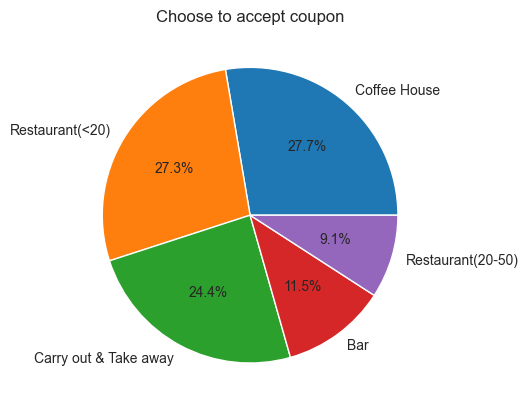 Choose to accept coupon
Coffee House
27.7%
Restaurant(<20)
27.3%
Carry out & Take away
24.4%
Bar
11.5%
Restaurant(20-50)
9.1%